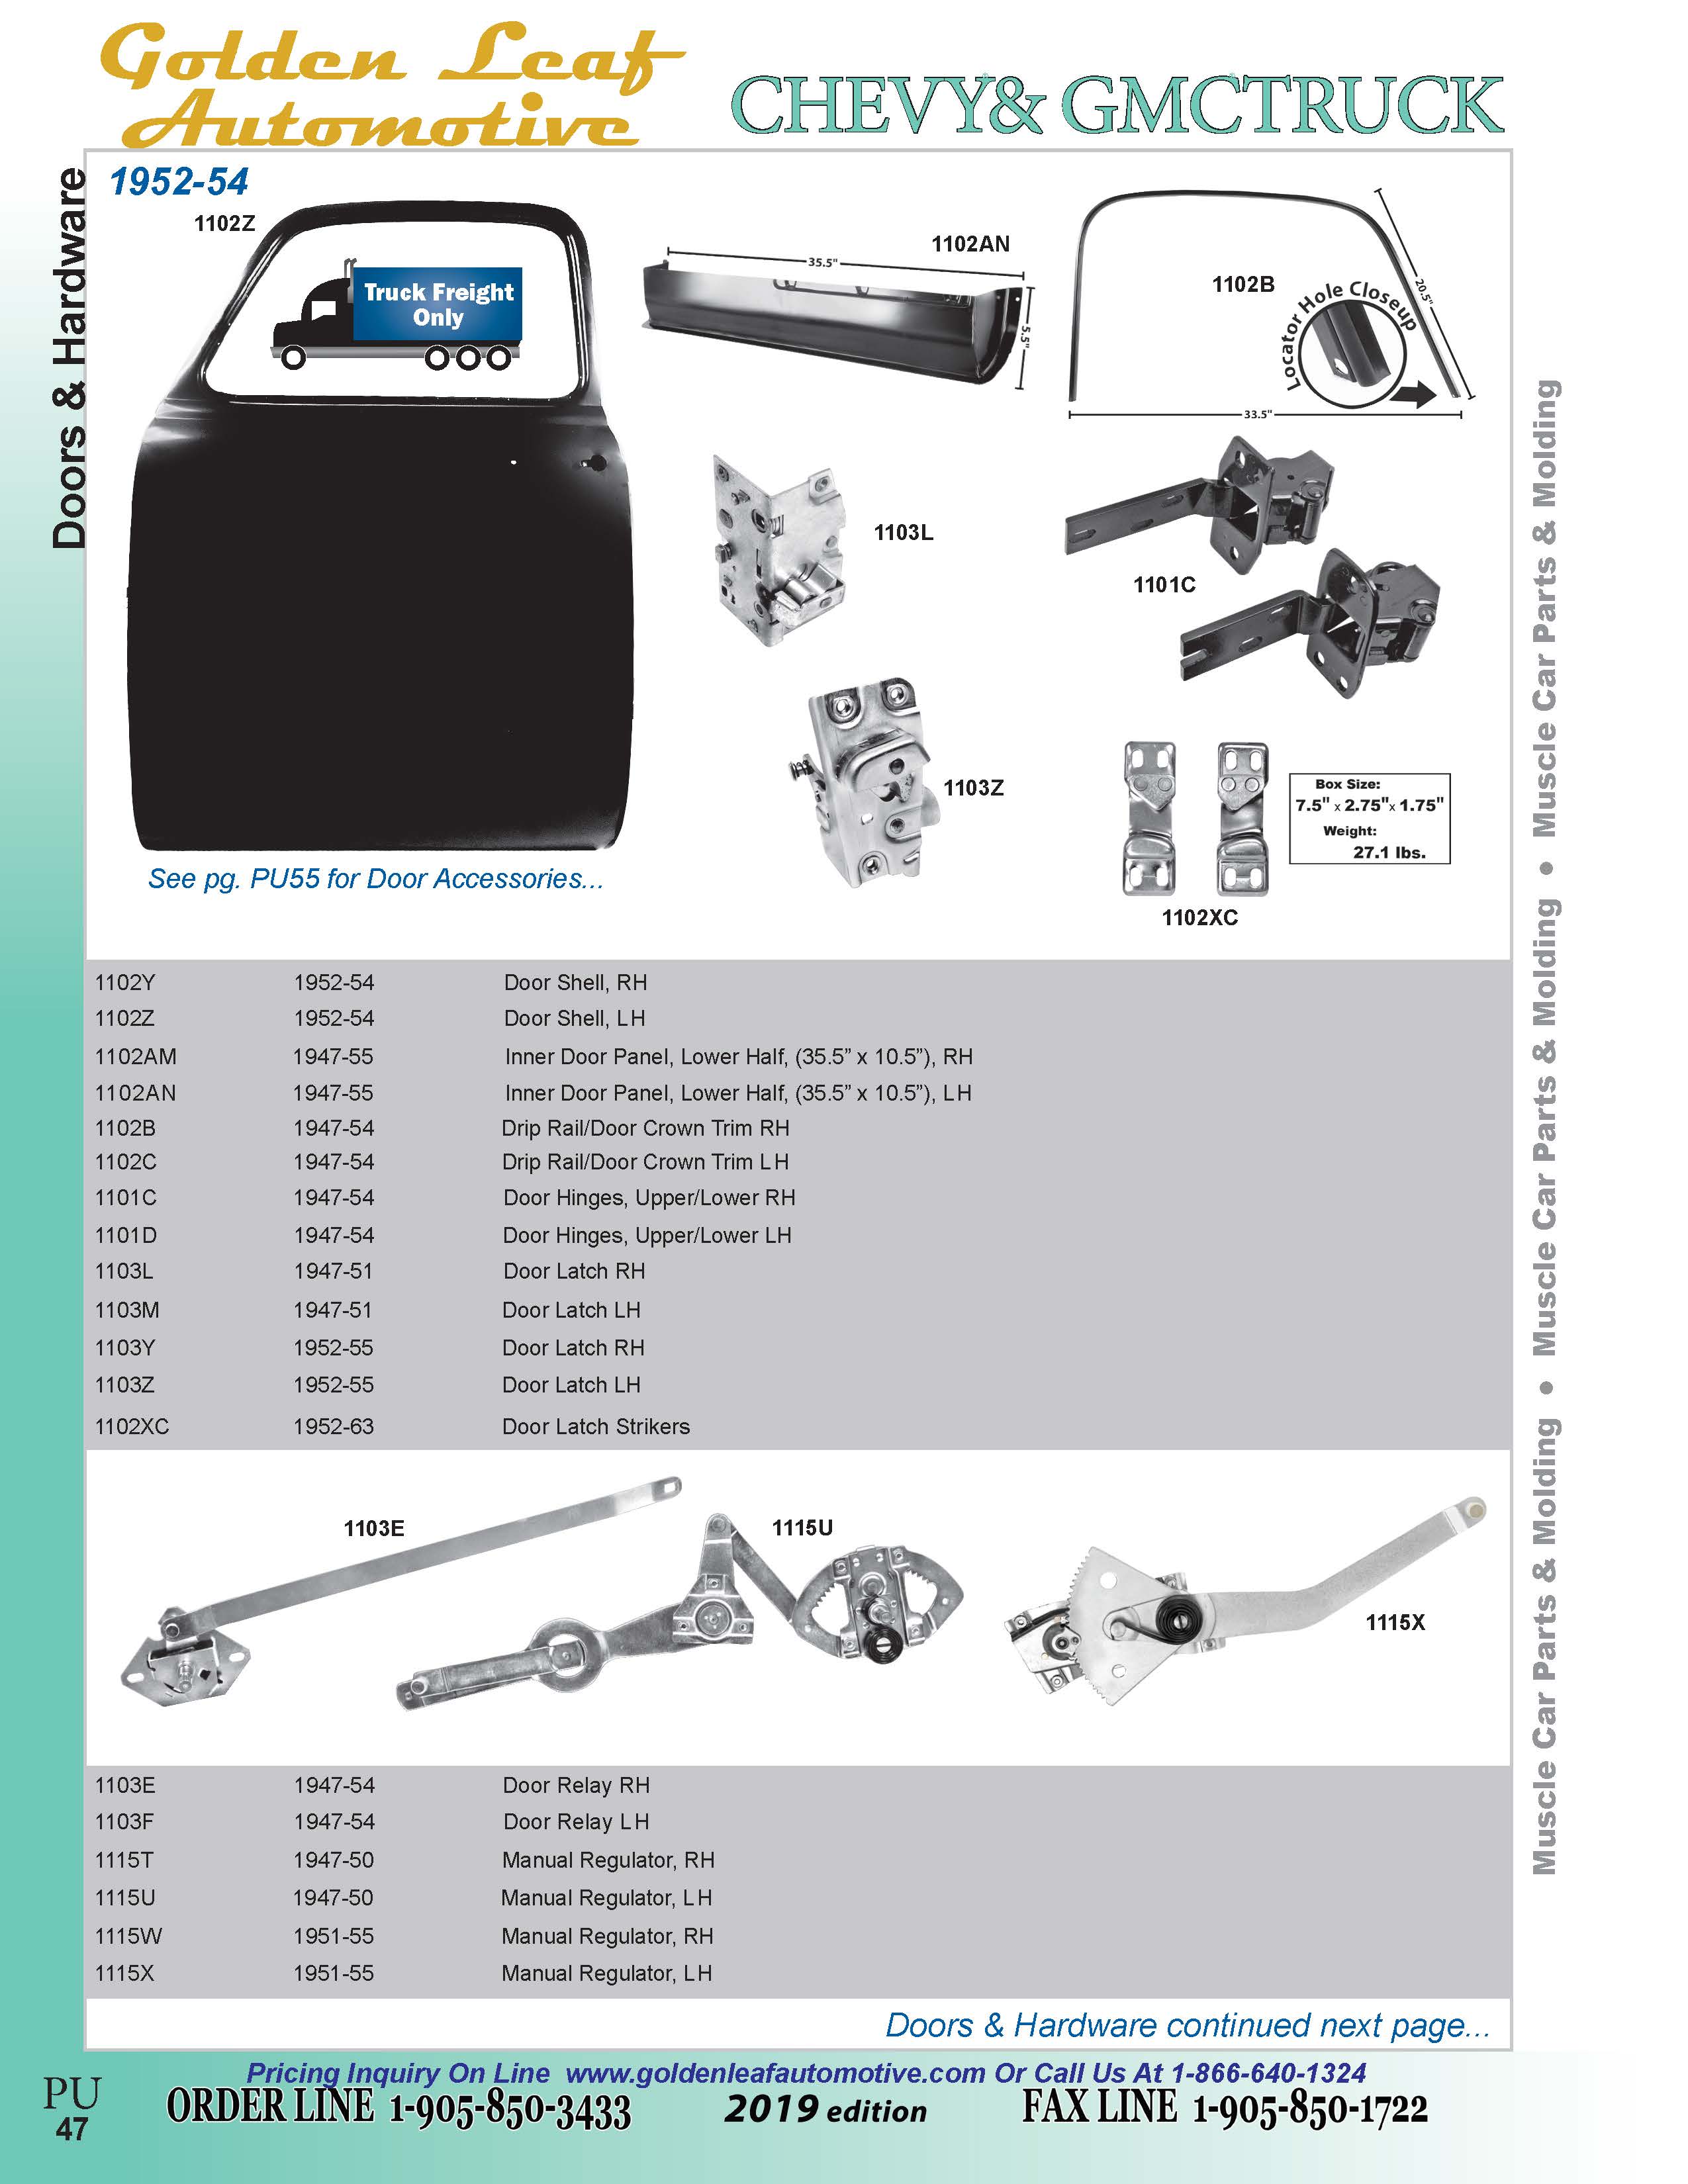 Golden Leaf
Automotive
CHEVY& GMCTRUCK
Doors & Hardware
1952-54
1102Z
Truck Freight
Only
35.5"
1102AN
5.5"
1102B
20.5"
Locator Hole Closeup
33.5"
1103L
1101C
1103Z
Box Size:
7.5" x 2.75"x 1.75"
Weight:
27.1 lbs.
1102XC
See pg. PU55 for Door Accessories...
1102Y 1952-54 Door Shell, RH
1102Z 1952-54 Door Shell, LH
1102AM 1947-55 Inner Door Panel, Lower Half, (35.5” x 10.5”), RH
1102AN 1947-55 Inner Door Panel, Lower Half, (35.5” x 10.5”), LH
1102B 1947-54 Drip Rail/Door Crown Trim RH
1102C 1947-54 Drip Rail/Door Crown Trim LH
1101C 1947-54 Door Hinges, Upper/Lower RH
1101D 1947-54 Door Hinges, Upper/Lower LH
1103L 1947-51 Door Latch RH
1103M 1947-51 Door Latch LH
1103Y 1952-55 Door Latch RH
1103Z 1952-55 Door Latch LH
1102XC 1952-63 Door Latch Strikers
1103E
1115U
1115X
1103E 1947-54 Door Relay RH
1103F 1947-54 Door Relay LH
1115T 1947-50 Manual Regulator, RH
1115U 1947-50 Manual Regulator, LH
1115W 1951-55 Manual Regulator, RH
1115X 1951-55 Manual Regulator, LH
Doors & Hardware continued next page...
Muscle Car Parts & Molding • Muscle Car Parts & Molding • Muscle Car Parts & Molding
Pricing Inquiry On Line www.goldenleafautomotive.com Or Call Us At 1-866-640-1324
PU
47
ORDER LINE 1-905-850-3433
2019 edition
FAX LINE 1-905-850-1722